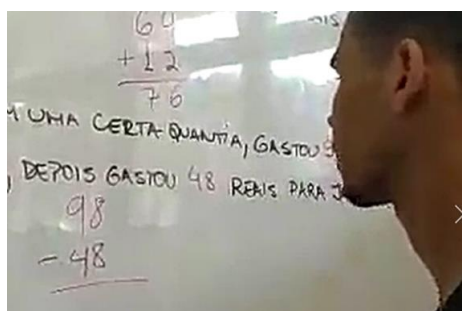 + 12
76
UMA CERTA QUANTIA, GASTOU
, DEPOIS GASTOU 48 REAIS PARA
98
- 48